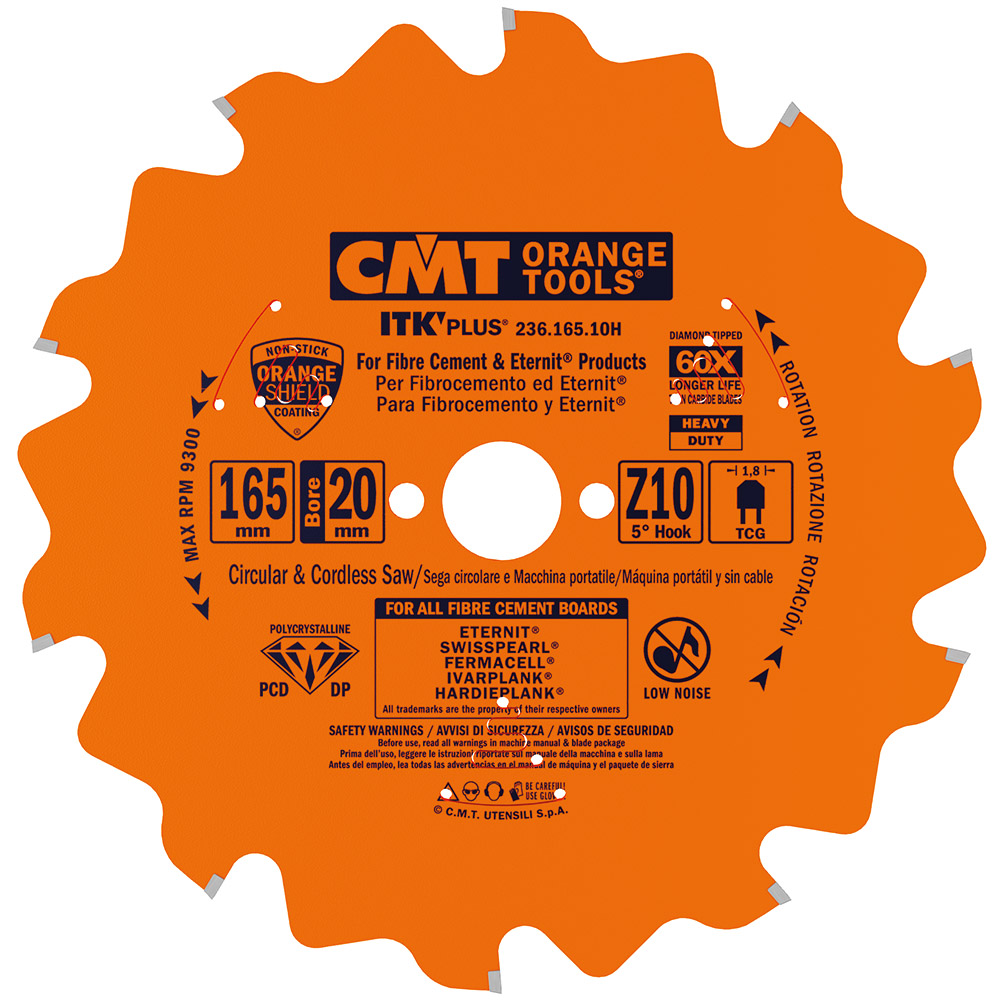 CMT ORANGE TOOLS®
ITK' PLUS® 236.165.10H
For Fibre Cement & Eternit® Products
Per Fibrocemento ed Eternit®
Para Fibrocemento y Eternit®
NON-STICK
ORANGE
SHIELD
COATING
®
DIAMOND TIPPED
60X
LONGER LIFE
CARBIDE BLADES
HEAVY
DUTY
MAX RPM 9300
ROTATION ROTAZIONE ROTACIÓN
165
mm
Bore
20
mm
Z10
5° Hook
1,8
TCG
Circular & Cordless Saw/Sega circolare e Macchina portatile/Máquina portátil y sin cable
POLYCRYSTALLINE
PCD DP
FOR ALL FIBRE CEMENT BOARDS
ETERNIT®
SWISSPEARL®
FERMACELL®
IVARPLANK®
HARDIEPLANK®
All trademarks are the property of their respective owners
LOW NOISE
SAFETY WARNINGS / AVVISI DI SICUREZZA / AVISOS DE SEGURIDAD
Before use, read all warnings in machine manual & blade package
Prima dell'uso, leggere le istruzioni riportate sul manuale della macchina e sulla lama
Antes del empleo, lea todas las advertencias en el manual de máquina y el paquete de sierra
BE CAREFUL!
USE
© C.M.T. UTENSILI S.p.A.